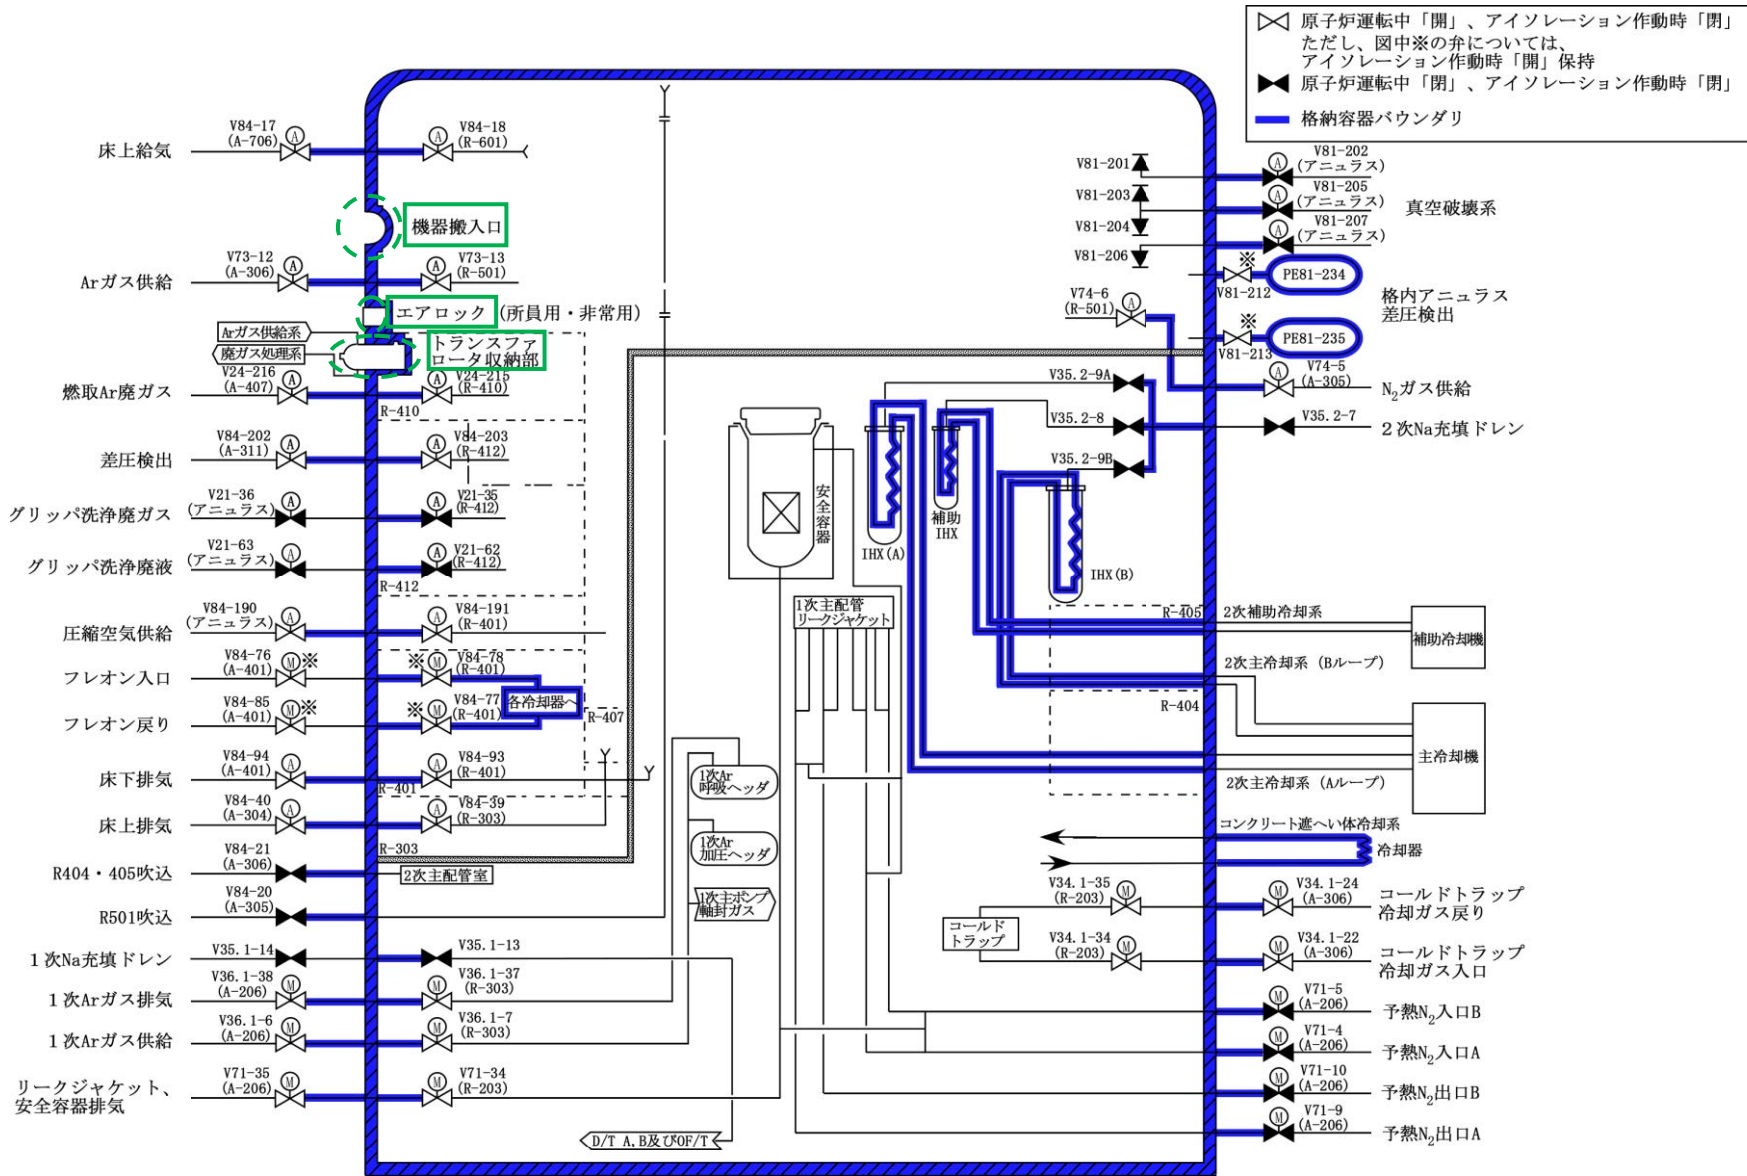 原子炉運転中「開」、アイソレーション作動時「閉」
ただし、図中※の弁については、
アイソレーション作動時「開」保持
原子炉運転中「閉」、アイソレーション作動時「閉」
格納容器バウンダリ
床上給気
V84-17
(A-706)
A
A
V84-18
(R-601)
機器搬入口
Arガス供給
V73-12
(A-306)
A
A
V73-13
(R-501)
エアロック
(所員用・非常用)
Arガス供給系
廃ガス処理系
トランスファ
ロータ収納部
燃取Ar廃ガス
V24-216
(A-407)
A
A
V24-215
(R-410)
R-410
差圧検出
V84-202
(A-311)
A
A
V84-203
(R-412)
グリッパ洗浄廃ガス
V21-36
(アニュラス)
A
A
V21-35
(R-412)
グリッパ洗浄廃液
V21-63
(アニュラス)
A
A
V21-62
(R-412)
R-412
圧縮空気供給
V84-190
(アニュラス)
A
A
V84-191
(R-401)
フレオン入口
V84-76
(A-401)
M※
※M
V84-78
(R-401)
各冷却器へ
フレオン戻り
V84-85
(A-401)
M※
※M
V84-77
(R-401)
R-407
床下排気
V84-94
(A-401)
A
A
V84-93
(R-401)
R-401
床上排気
V84-40
(A-304)
A
A
V84-39
(R-303)
R-303
R404・405吹込
V84-21
(A-306)
2次主配管室
R501吹込
V84-20
(A-305)
1次Na充填ドレン
V35.1-14
V35.1-13
1次Arガス排気
V36.1-38
(A-206)
M
M
V36.1-37
(R-303)
1次Arガス供給
V36.1-6
(A-206)
M
M
V36.1-7
(R-303)
リークジャケット、
安全容器排気
V71-35
(A-206)
M
M
V71-34
(R-203)
D/T A,B及びOF/T
1次Ar
呼吸ヘッダ
1次Ar
加圧ヘッダ
1次主ポンプ
軸封ガス
安全容器
1次主配管
リークジャケット
IHX(A)
補助
IHX
IHX(B)
V81-201
V81-203
V81-204
V81-206
A
V81-202
(アニュラス)
A
V81-205
(アニュラス)
A
V81-207
(アニュラス)
真空破壊系
※
V81-212
PE81-234
※
V81-213
PE81-235
格内アニュラス
差圧検出
V74-6
(R-501)
A
A
V74-5
(A-305)
N₂ガス供給
V35.2-9A
V35.2-8
V35.2-9B
V35.2-7
2次Na充填ドレン
R-405
2次補助冷却系
補助冷却機
2次主冷却系 (Bループ)
R-404
主冷却機
2次主冷却系 (Aループ)
コンクリート遮へい体冷却系
冷却器
コールド
トラップ
V34.1-35
(R-203)
M
M
V34.1-24
(A-306)
コールドトラップ
冷却ガス戻り
V34.1-34
(R-203)
M
M
V34.1-22
(A-306)
コールドトラップ
冷却ガス入口
M
V71-5
(A-206)
予熱N₂入口B
M
V71-4
(A-206)
予熱N₂入口A
M
V71-10
(A-206)
予熱N₂出口B
M
V71-9
(A-206)
予熱N₂出口A